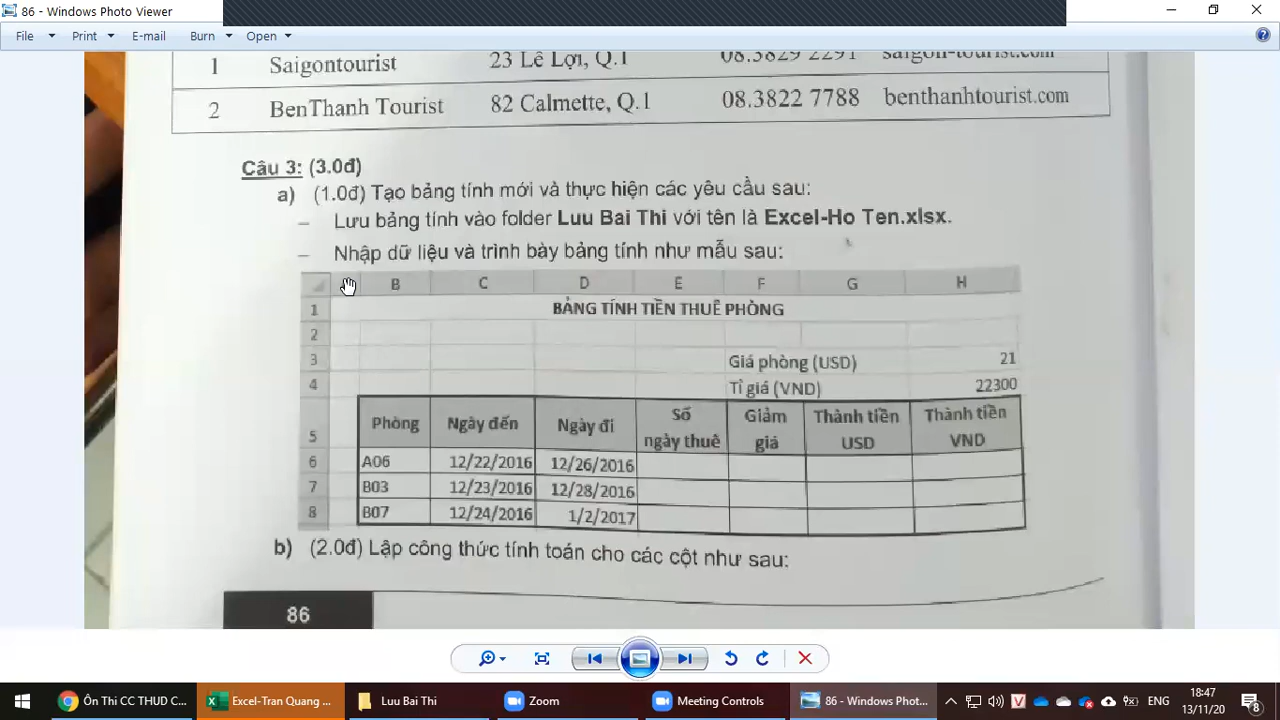 86 - Windows Photo Viewer
File Print E-mail Burn Open
1 Saigontourist 23 Lê Lợi, Q.1 08.3829 2291 saigon-tourist.com
2 BenThanh Tourist 82 Calmette, Q.1 08.3822 7788 benthanhtourist.com
Câu 3: (3.0đ)
a) (1.0đ) Tạo bảng tính mới và thực hiện các yêu cầu sau:
– Lưu bảng tính vào folder Luu Bai Thi với tên là Excel-Ho Ten.xlsx.
– Nhập dữ liệu và trình bày bảng tính như mẫu sau:
B C D E F G H
1 BẢNG TÍNH TIỀN THUÊ PHÒNG
2
3 Giá phòng (USD) 21
4 Tỉ giá (VND) 22300
5 Phòng Ngày đến Ngày đi Số ngày thuê Giảm giá Thành tiền USD Thành tiền VND
6 A06 12/22/2016 12/26/2016
7 B03 12/23/2016 12/28/2016
8 B07 12/24/2016 1/2/2017
b) (2.0đ) Lập công thức tính toán cho các cột như sau:
86
Ôn Thi CC THUD C... Excel-Tran Quang ... Luu Bai Thi Zoom Meeting Controls 86 - Windows Phot... ENG 18:47
13/11/20 8